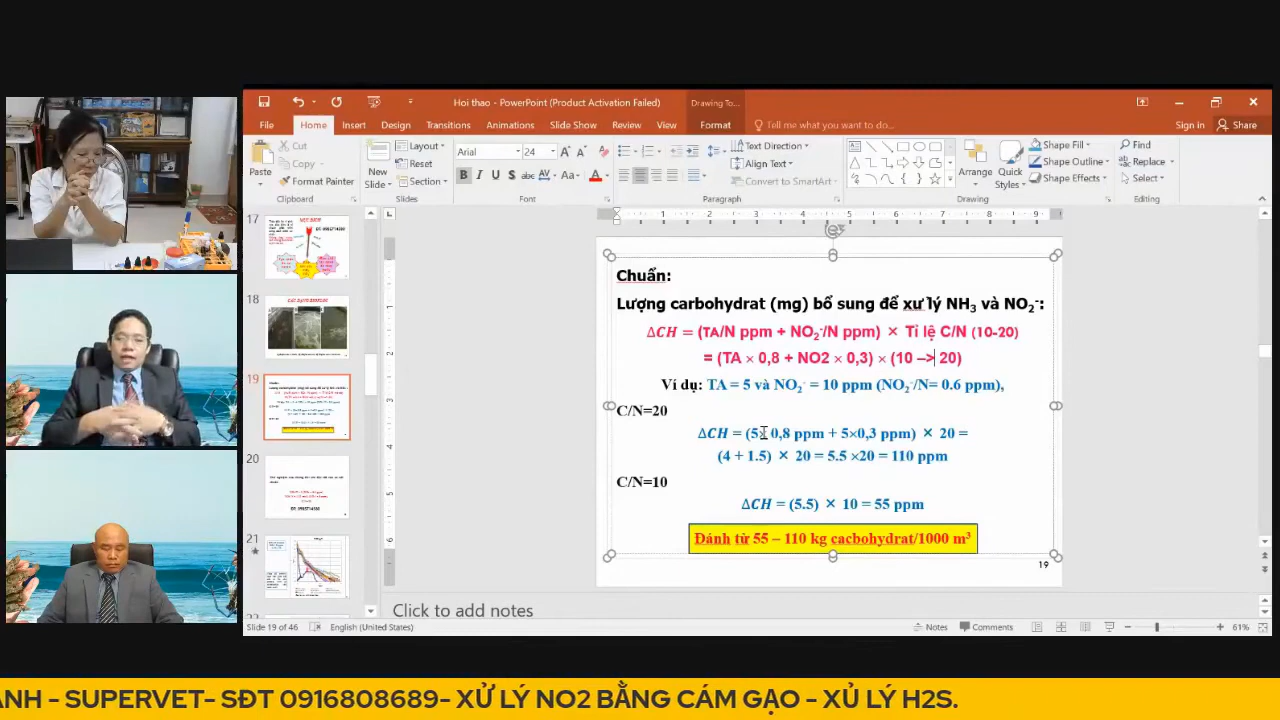 Hoi thao - PowerPoint (Product Activation Failed)
Drawing To...
File Home Insert Design Transitions Animations Slide Show Review View Format Tell me what you want to do... Sign in Share
Paste
Cut
Copy
Format Painter
Clipboard
New Slide
Layout
Reset
Section
Slides
Arial 24
Font
Text Direction
Align Text
Convert to SmartArt
Paragraph
Arrange
Quick Styles
Shape Fill
Shape Outline
Shape Effects
Drawing
Find
Replace
Select
Editing
17
18
19
20
21
Chuẩn:
Lượng carbohydrat (mg) bổ sung để xư lý NH₃ và NO₂⁻:
ΔCH = (TA/N ppm + NO₂⁻/N ppm) × Tỉ lệ C/N (10-20)
= (TA × 0,8 + NO2 × 0,3) × (10 –> 20)
Ví dụ: TA = 5 và NO₂⁻ = 10 ppm (NO₂⁻/N= 0.6 ppm),
C/N=20
ΔCH = (5× 0,8 ppm + 5×0,3 ppm) × 20 =
(4 + 1.5) × 20 = 5.5 ×20 = 110 ppm
C/N=10
ΔCH = (5.5) × 10 = 55 ppm
Đánh từ 55 – 110 kg cacbohydrat/1000 m³
19
Click to add notes
Slide 19 of 46 English (United States) Notes Comments 61%
ANH - SUPERVET- SĐT 0916808689- XỬ LÝ NO2 BẰNG CÁM GẠO - XỦ LÝ H2S.